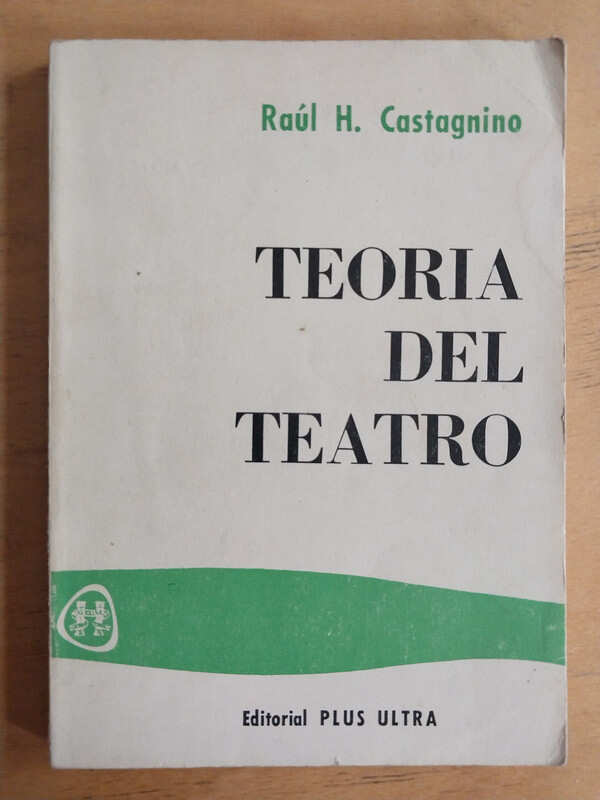 Raúl H. Castagnino
TEORIA
DEL
TEATRO
Editorial PLUS ULTRA